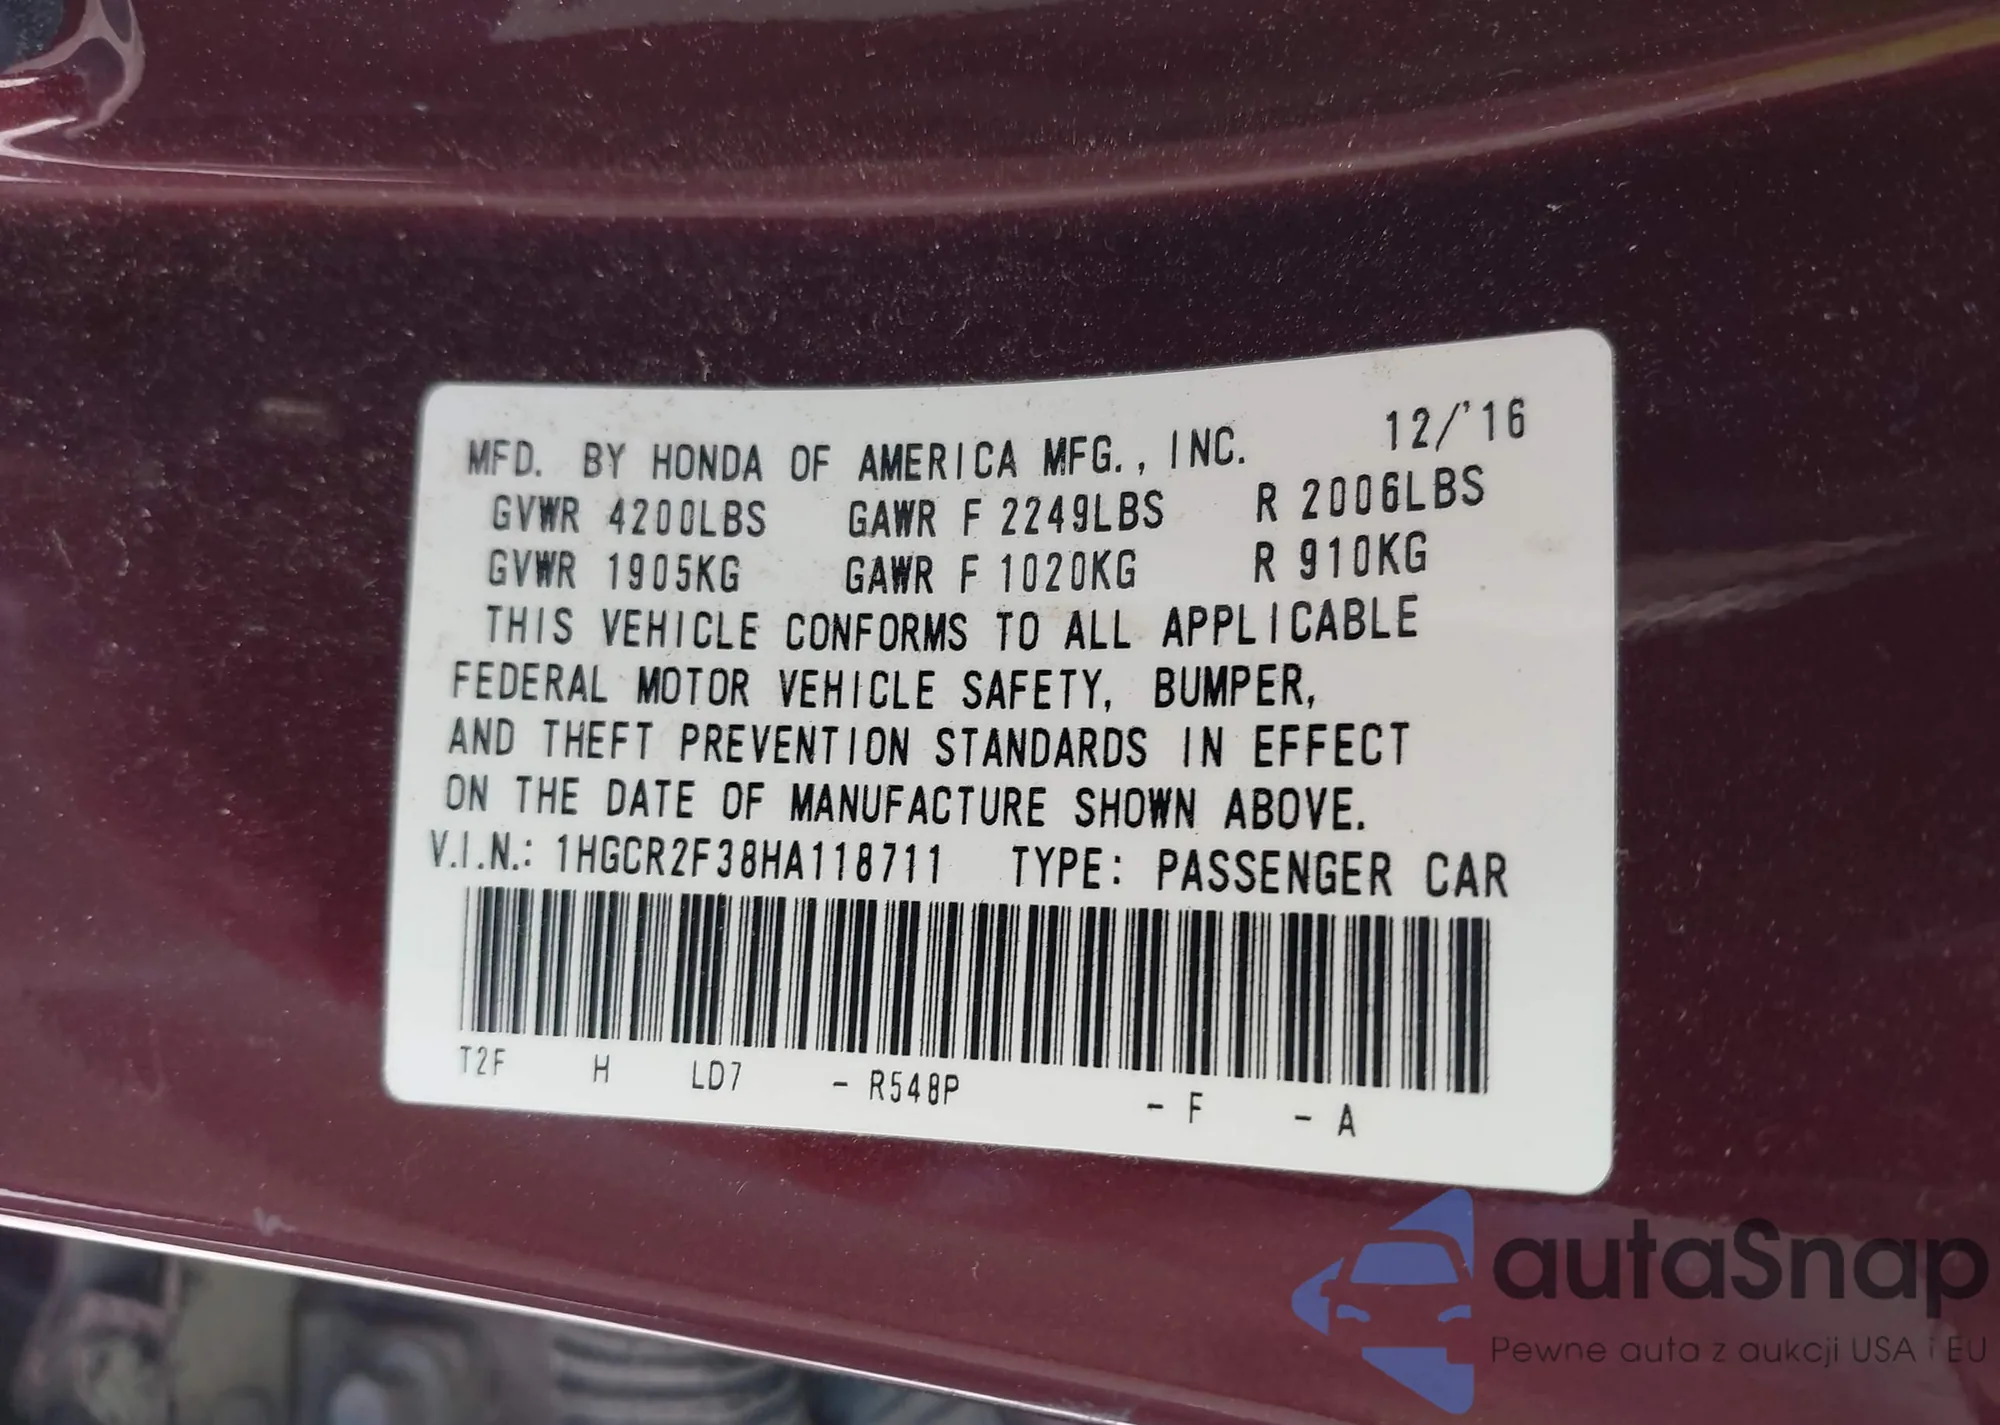 MFD. BY HONDA OF AMERICA MFG., INC. 12/'16
GVWR 4200LBS GAWR F 2249LBS R 2006LBS
GVWR 1905KG GAWR F 1020KG R 910KG
THIS VEHICLE CONFORMS TO ALL APPLICABLE
FEDERAL MOTOR VEHICLE SAFETY, BUMPER,
AND THEFT PREVENTION STANDARDS IN EFFECT
ON THE DATE OF MANUFACTURE SHOWN ABOVE.
V.I.N.: 1HGCR2F38HA118711 TYPE: PASSENGER CAR
T2F H LD7 - R548P - F - A
autaSnap
Pewne auta z aukcji USA i EU